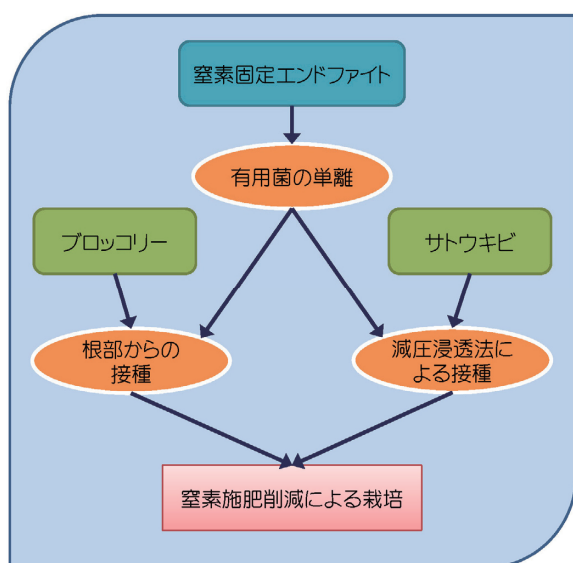 窒素固定エンドファイト
有用菌の単離
ブロッコリー
サトウキビ
根部からの
接種
減圧浸透法に
よる接種
窒素施肥削減による栽培